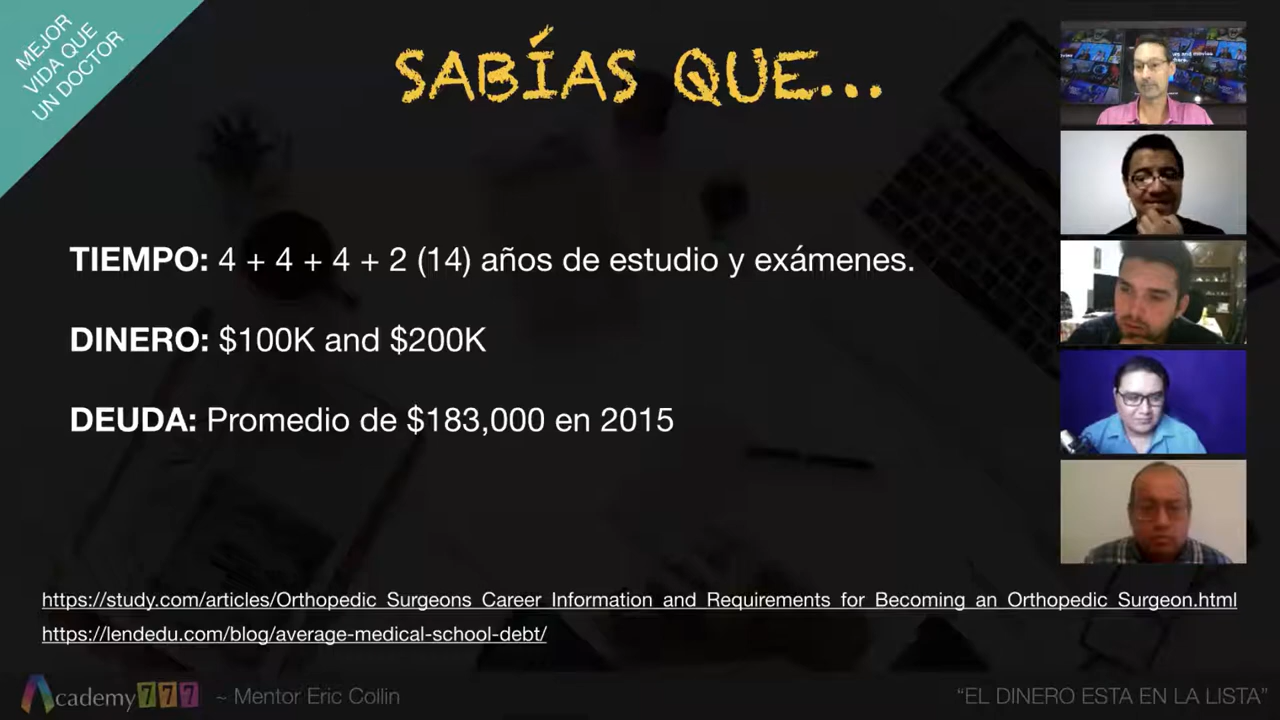 MEJOR
VIDA QUE
UN DOCTOR
SABÍAS QUE...
TIEMPO: 4 + 4 + 4 + 2 (14) años de estudio y exámenes.
DINERO: $100K and $200K
DEUDA: Promedio de $183,000 en 2015
https://study.com/articles/Orthopedic_Surgeons_Career_Information_and_Requirements_for_Becoming_an_Orthopedic_Surgeon.html
https://lendedu.com/blog/average-medical-school-debt/
Academy777 ~ Mentor Eric Collin
“EL DINERO ESTA EN LA LISTA”